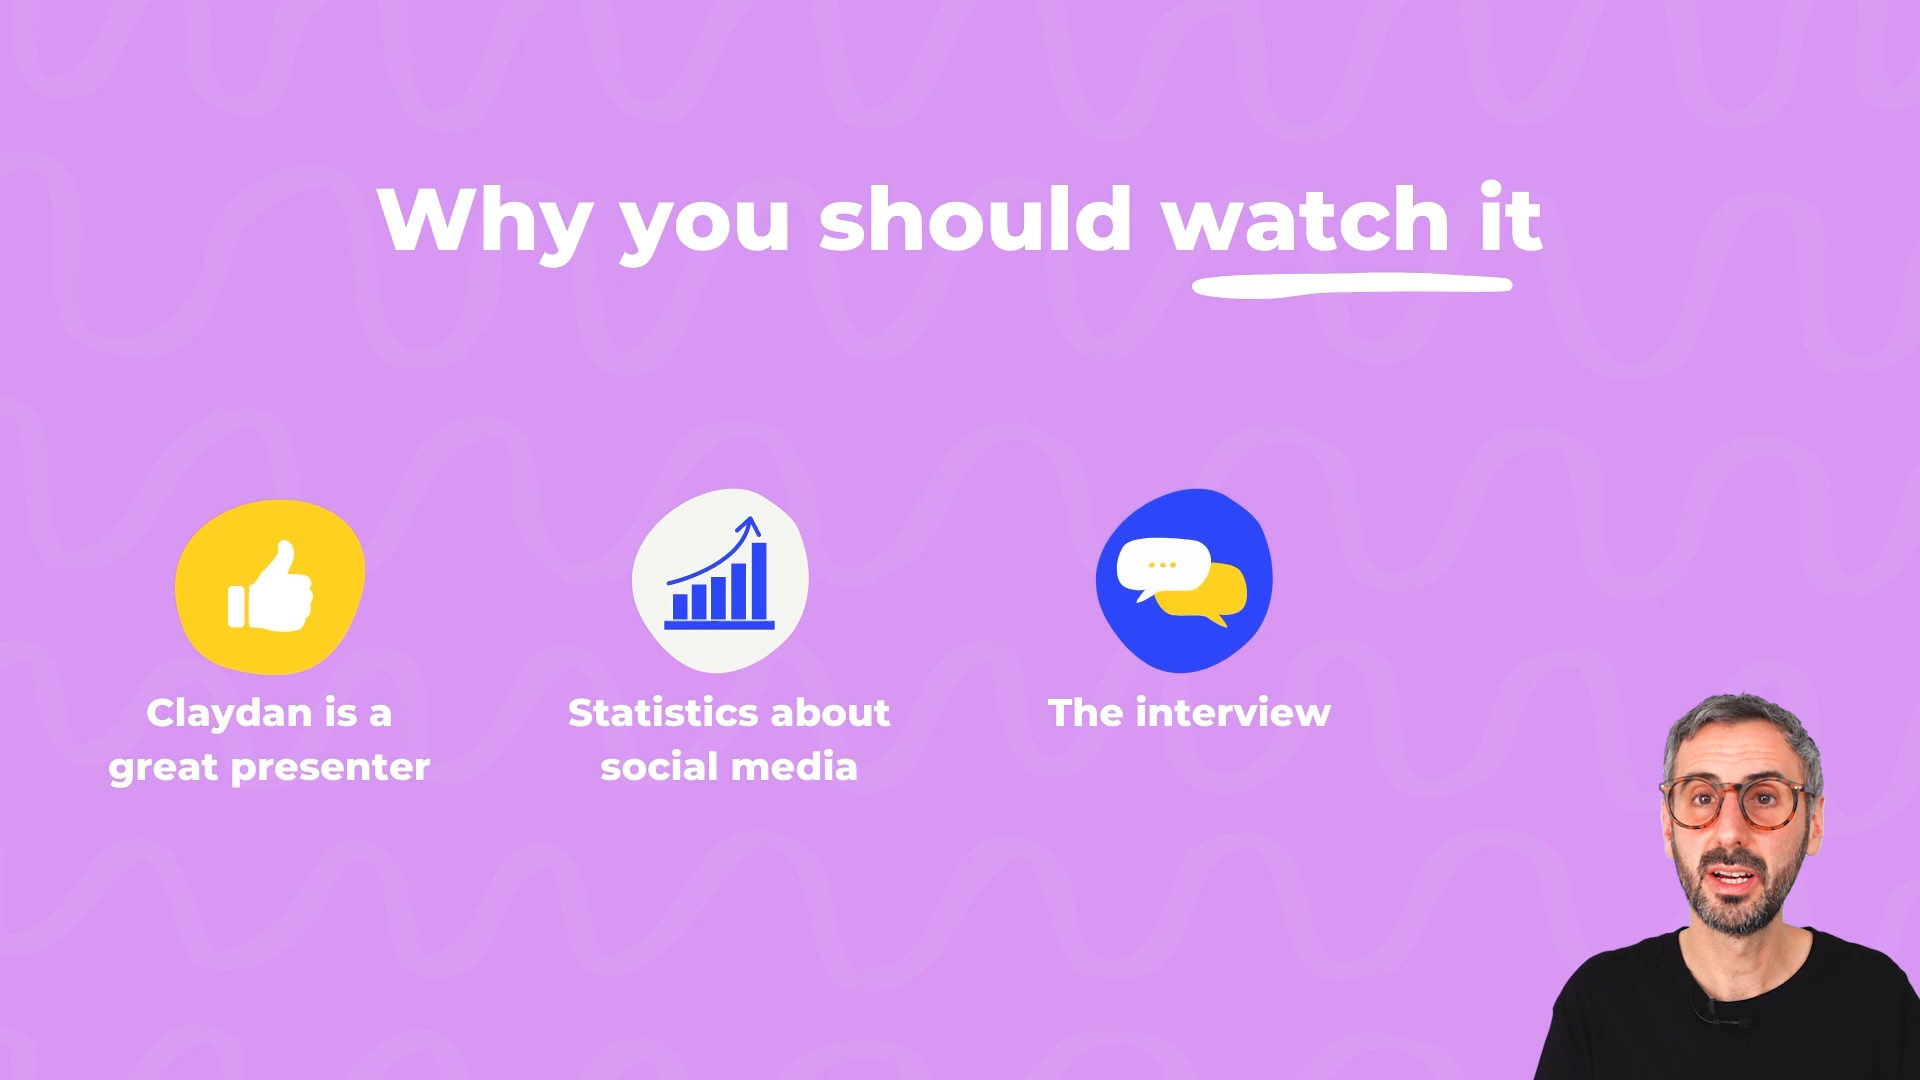 Why you should watch it
Claydan is a
great presenter
Statistics about
social media
The interview